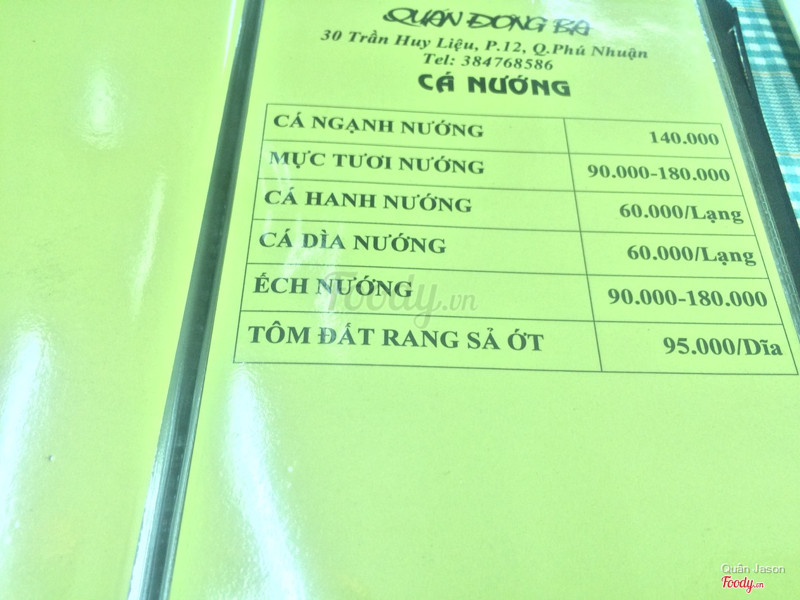 QUÁN ĐÔNG BA
30 Trần Huy Liệu, P.12, Q.Phú Nhuận
Tel: 384768586
CÁ NƯỚNG
CÁ NGẠNH NƯỚNG 140.000
MỰC TƯƠI NƯỚNG 90.000-180.000
CÁ HANH NƯỚNG 60.000/Lạng
CÁ DÌA NƯỚNG 60.000/Lạng
ẾCH NƯỚNG 90.000-180.000
TÔM ĐẤT RANG SẢ ỚT 95.000/Dĩa
Foody.vn
Quân Jason
Foody.vn